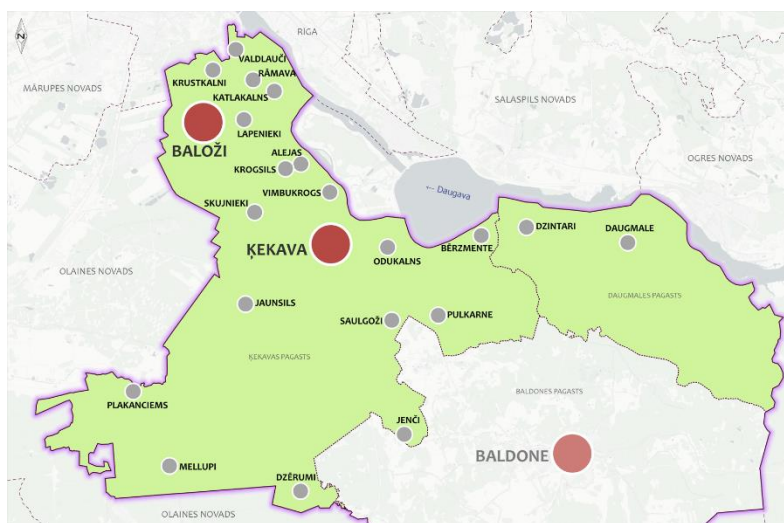 N
RĪGA
VALDLAUČI
KRUSTKALNI
RĀMAVA
MĀRUPES NOVADS
KATLAKALNS
SALASPILS NOVADS
LAPENIEKI
BALOŽI
ALEJAS
OGRES NOVADS
KROGSILS
VIMBUKROGS
← Daugava
SKUJNIEKI
DZINTARI
DAUGMALE
ĶEKAVA
BĒRZMENTE
ODUKALNS
OLAINES NOVADS
DAUGMALES PAGASTS
JAUNSILS
SAULGOŽI
PULKARNE
ĶEKAVAS PAGASTS
BALDONES PAGASTS
PLAKANCIEMS
JENČI
BALDONE
MELLUPI
DZĒRUMI
OLAINES NOVADS